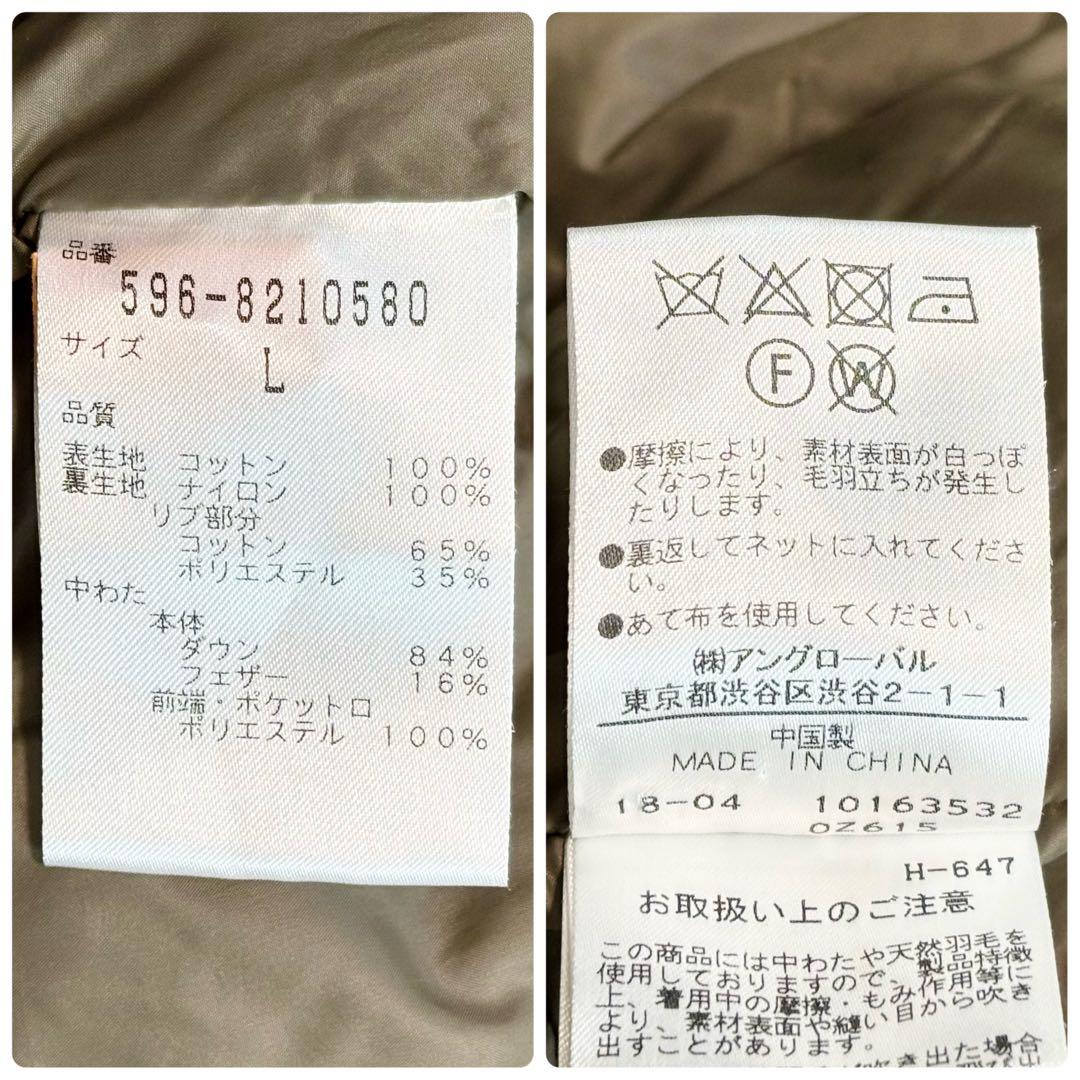 品番
596-8210580
サイズ
L
品質
表生地 コットン 100%
裏生地 ナイロン 100%
リブ部分
コットン 65%
ポリエステル 35%
中わた
本体
ダウン 84%
フェザー 16%
前端・ポケット口
ポリエステル 100%
F W
●摩擦により、素材表面が白っぽ
くなったり、毛羽立ちが発生し
たりします。
●裏返してネットに入れてくださ
い。
●あて布を使用してください。
(株)アングローバル
東京都渋谷区渋谷2-1-1
中国製
MADE IN CHINA
18-04 10163532
0Z615
H-647
お取扱い上のご注意
この商品には中わたや天然羽毛を
使用しておりますので、製品特徴
上、着用中の摩擦・もみ作用等に
より、素材表面や縫い目から吹き
出すことがあります。
出た場合